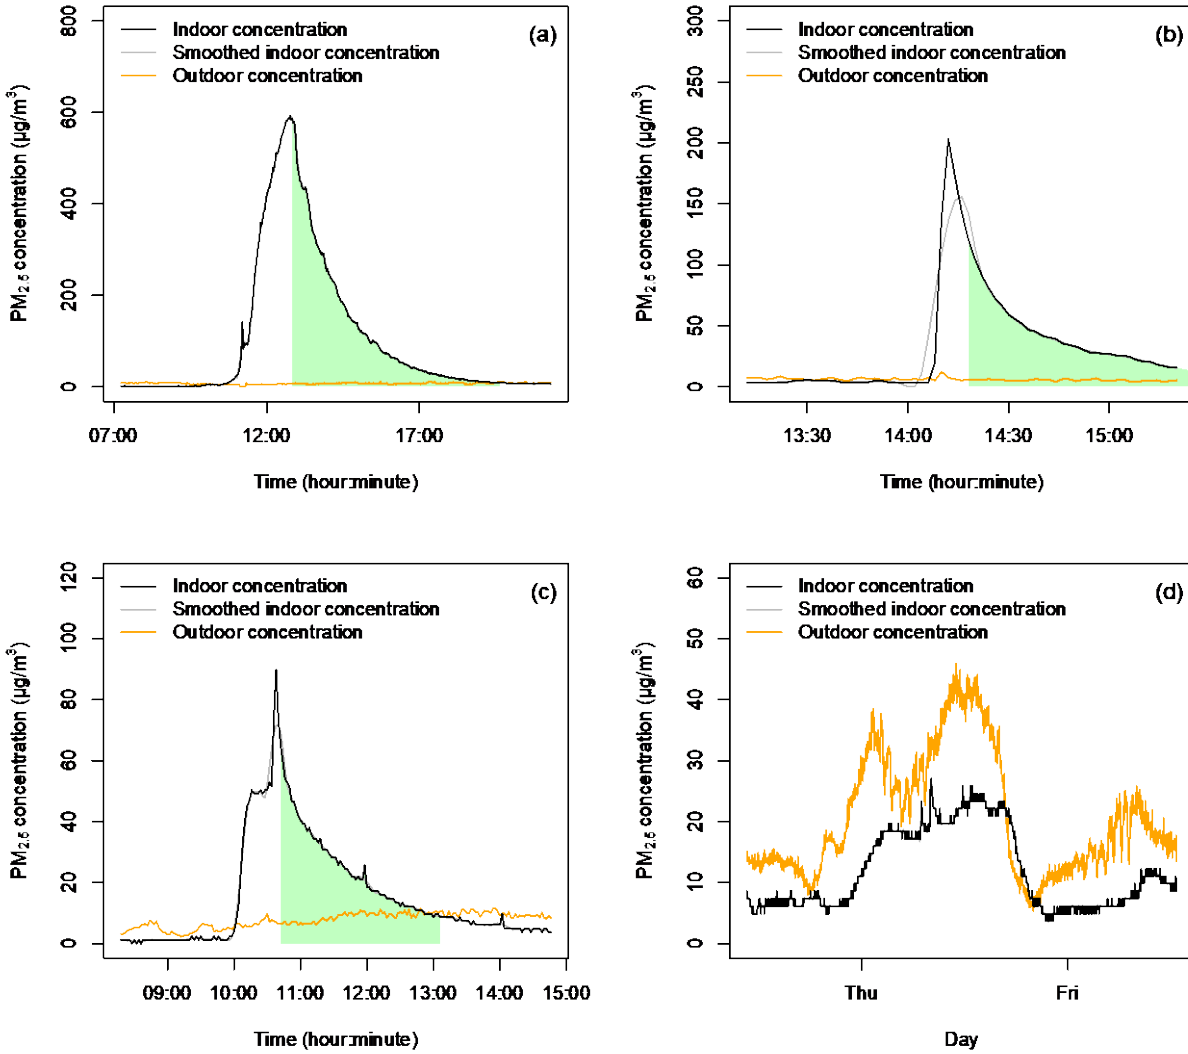 Indoor concentration
Smoothed indoor concentration
Outdoor concentration
(a)
PM2.5 concentration (µg/m³)
800
600
400
200
0
07:00 12:00 17:00
Time (hour:minute)
Indoor concentration
Smoothed indoor concentration
Outdoor concentration
(b)
PM2.5 concentration (µg/m³)
300
250
200
150
100
50
0
13:30 14:00 14:30 15:00
Time (hour:minute)
Indoor concentration
Smoothed indoor concentration
Outdoor concentration
(c)
PM2.5 concentration (µg/m³)
120
100
80
60
40
20
0
09:00 10:00 11:00 12:00 13:00 14:00 15:00
Time (hour:minute)
Indoor concentration
Smoothed indoor concentration
Outdoor concentration
(d)
PM2.5 concentration (µg/m³)
60
50
40
30
20
10
0
Thu Fri
Day